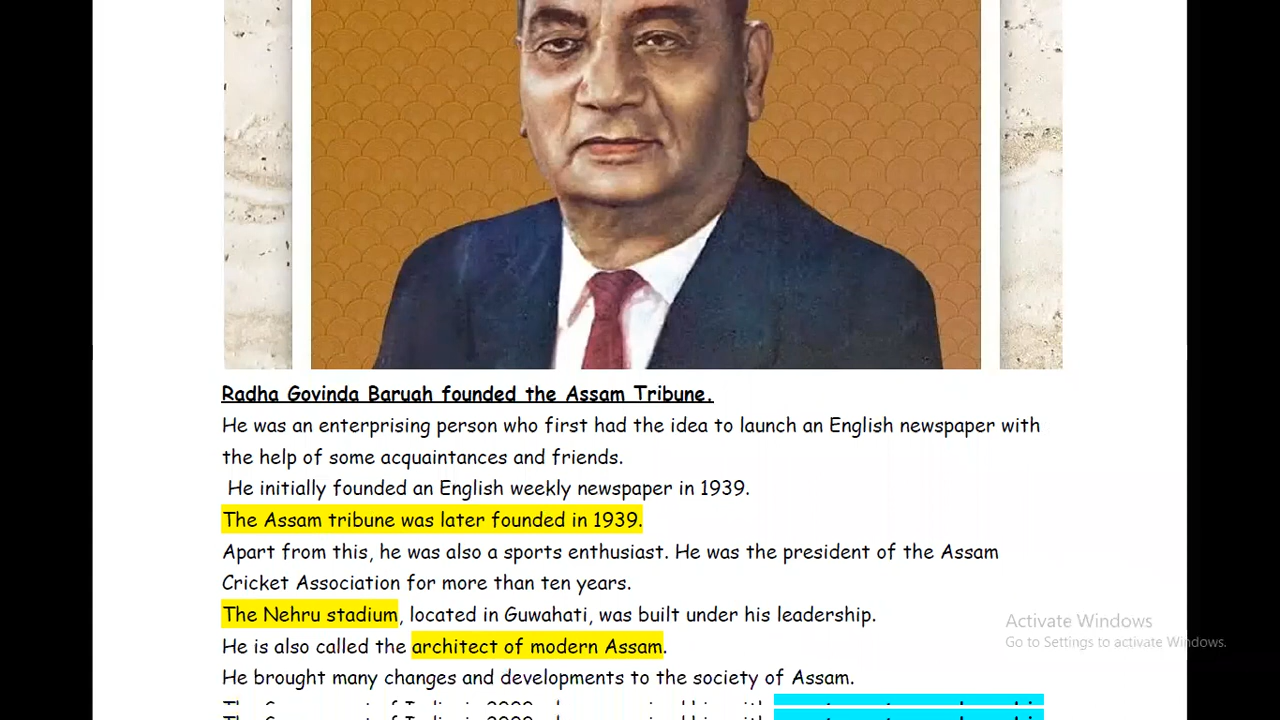 Radha Govinda Baruah founded the Assam Tribune.
He was an enterprising person who first had the idea to launch an English newspaper with
the help of some acquaintances and friends.
He initially founded an English weekly newspaper in 1939.
The Assam tribune was later founded in 1939.
Apart from this, he was also a sports enthusiast. He was the president of the Assam
Cricket Association for more than ten years.
The Nehru stadium, located in Guwahati, was built under his leadership.
He is also called the architect of modern Assam.
He brought many changes and developments to the society of Assam.
Activate Windows
Go to Settings to activate Windows.